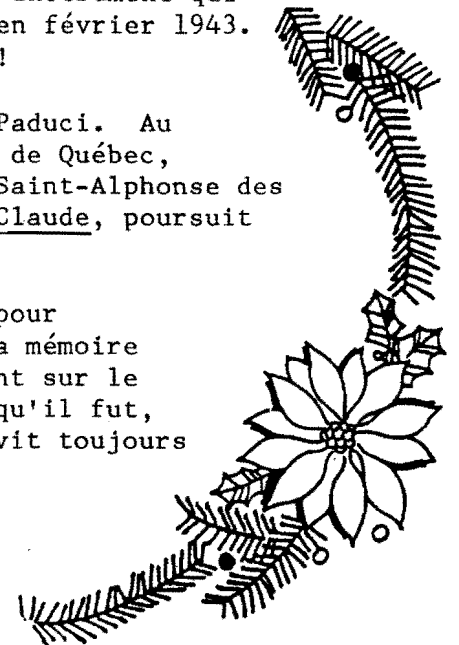 en février 1943.
!
Paduci. Au
de Québec,
Saint-Alphonse des
Claude, poursuit
pour
a mémoire
nt sur le
qu'il fut,
vit toujours